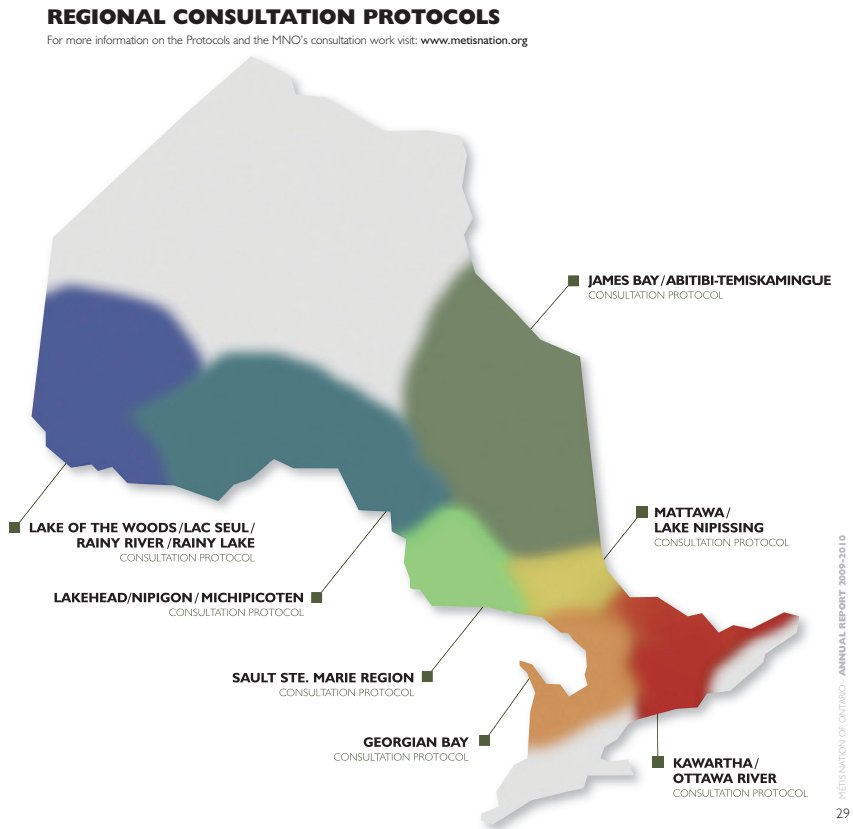 REGIONAL CONSULTATION PROTOCOLS
For more information on the Protocols and the MNO's consultation work visit: www.metisnation.org
JAMES BAY/ABITIBI-TEMISKAMINGUE
CONSULTATION PROTOCOL
LAKE OF THE WOODS/LAC SEUL/
RAINY RIVER/RAINY LAKE
CONSULTATION PROTOCOL
MATTAWA/
LAKE NIPISSING
CONSULTATION PROTOCOL
LAKEHEAD/NIPIGON/MICHIPICOTEN
CONSULTATION PROTOCOL
SAULT STE. MARIE REGION
CONSULTATION PROTOCOL
GEORGIAN BAY
CONSULTATION PROTOCOL
KAWARTHA/
OTTAWA RIVER
CONSULTATION PROTOCOL
MÉTIS NATION OF ONTARIO - ANNUAL REPORT 2009-2010
29